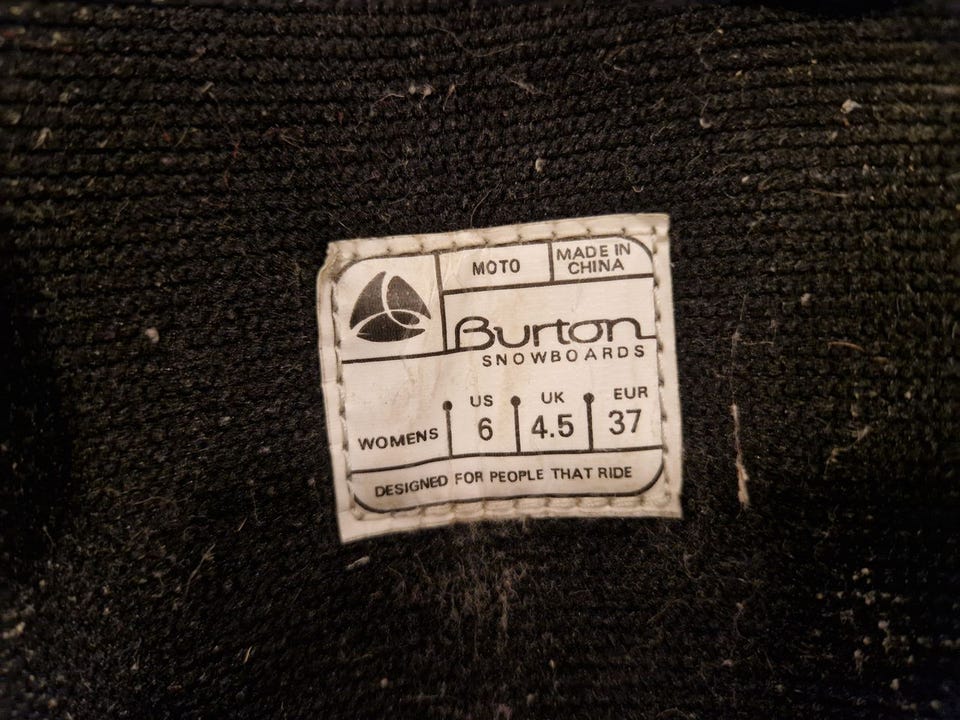 MOTO
MADE IN
CHINA
Burton
SNOWBOARDS
US UK EUR
WOMENS 6 4.5 37
DESIGNED FOR PEOPLE THAT RIDE